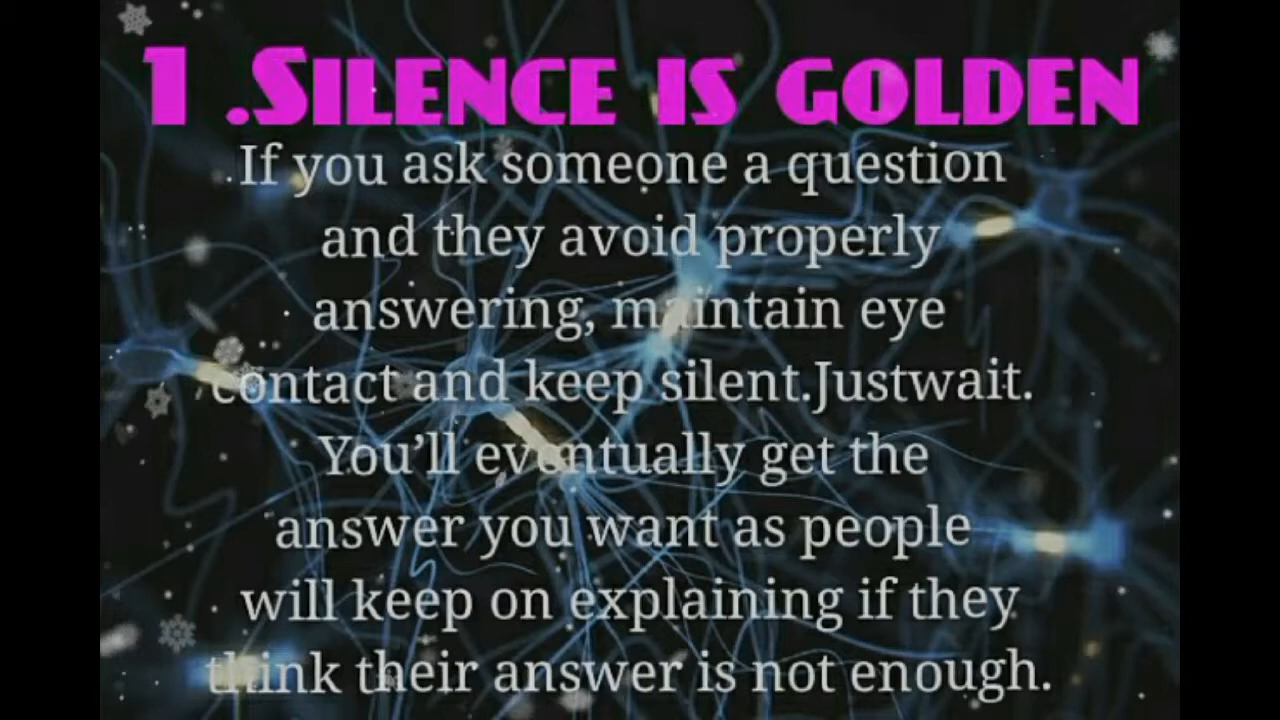 1 .SILENCE IS GOLDEN
.If you ask someone a question
and they avoid properly
answering, maintain eye
contact and keep silent.Justwait.
You’ll eventually get the
answer you want as people
will keep on explaining if they
think their answer is not enough.